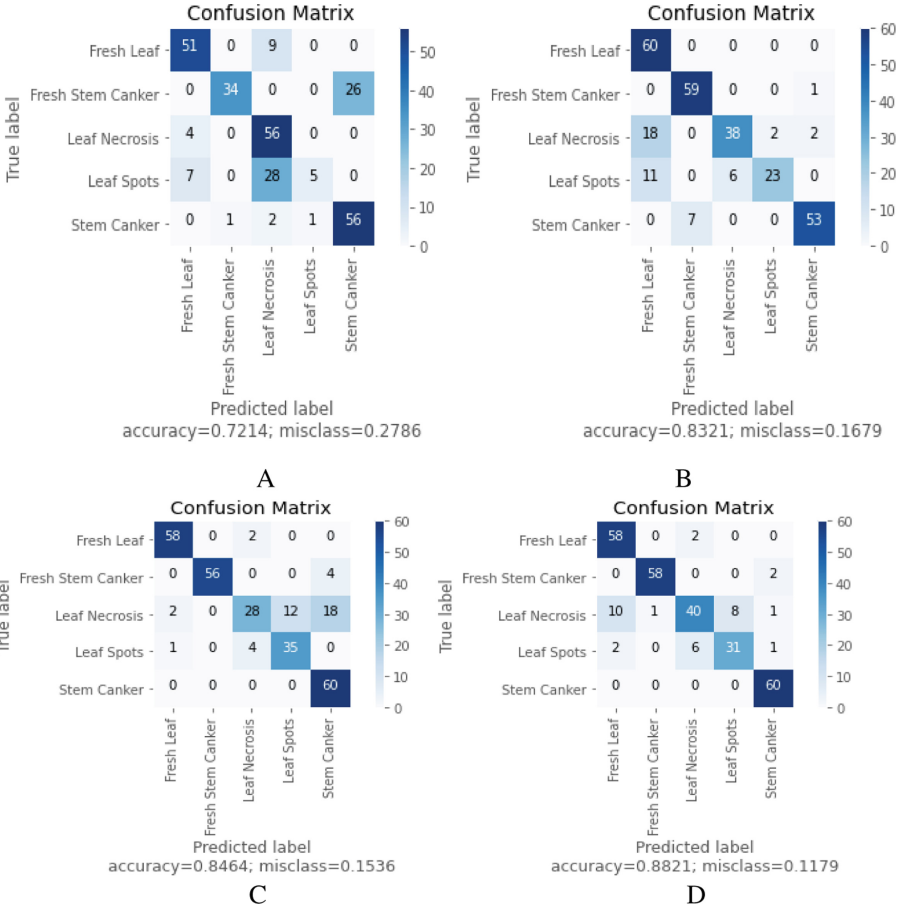 Confusion Matrix
True label
Fresh Leaf 51 0 9 0 0
Fresh Stem Canker 0 34 0 0 26
Leaf Necrosis 4 0 56 0 0
Leaf Spots 7 0 28 5 0
Stem Canker 0 1 2 1 56
50
40
30
20
10
0
Fresh Leaf
Fresh Stem Canker
Leaf Necrosis
Leaf Spots
Stem Canker
Predicted label
accuracy=0.7214; misclass=0.2786
A
Confusion Matrix
True label
Fresh Leaf 60 0 0 0 0
Fresh Stem Canker 0 59 0 0 1
Leaf Necrosis 18 0 38 2 2
Leaf Spots 11 0 6 23 0
Stem Canker 0 7 0 0 53
60
50
40
30
20
10
0
Fresh Leaf
Fresh Stem Canker
Leaf Necrosis
Leaf Spots
Stem Canker
Predicted label
accuracy=0.8321; misclass=0.1679
B
Confusion Matrix
True label
Fresh Leaf 58 0 2 0 0
Fresh Stem Canker 0 56 0 0 4
Leaf Necrosis 2 0 28 12 18
Leaf Spots 1 0 4 35 0
Stem Canker 0 0 0 0 60
60
50
40
30
20
10
0
Fresh Leaf
Fresh Stem Canker
Leaf Necrosis
Leaf Spots
Stem Canker
Predicted label
accuracy=0.8464; misclass=0.1536
C
Confusion Matrix
True label
Fresh Leaf 58 0 2 0 0
Fresh Stem Canker 0 58 0 0 2
Leaf Necrosis 10 1 40 8 1
Leaf Spots 2 0 6 31 1
Stem Canker 0 0 0 0 60
60
50
40
30
20
10
0
Fresh Leaf
Fresh Stem Canker
Leaf Necrosis
Leaf Spots
Stem Canker
Predicted label
accuracy=0.8821; misclass=0.1179
D